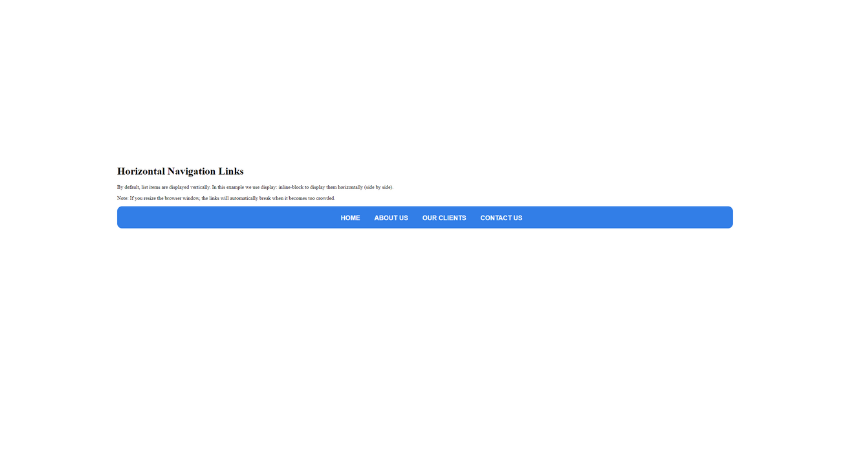 Horizontal Navigation Links
By default, list items are displayed vertically. In this example we use display: inline-block to display them horizontally (side by side).
Note: If you resize the browser window, the links will automatically break when it becomes too crowded.
HOME ABOUT US OUR CLIENTS CONTACT US